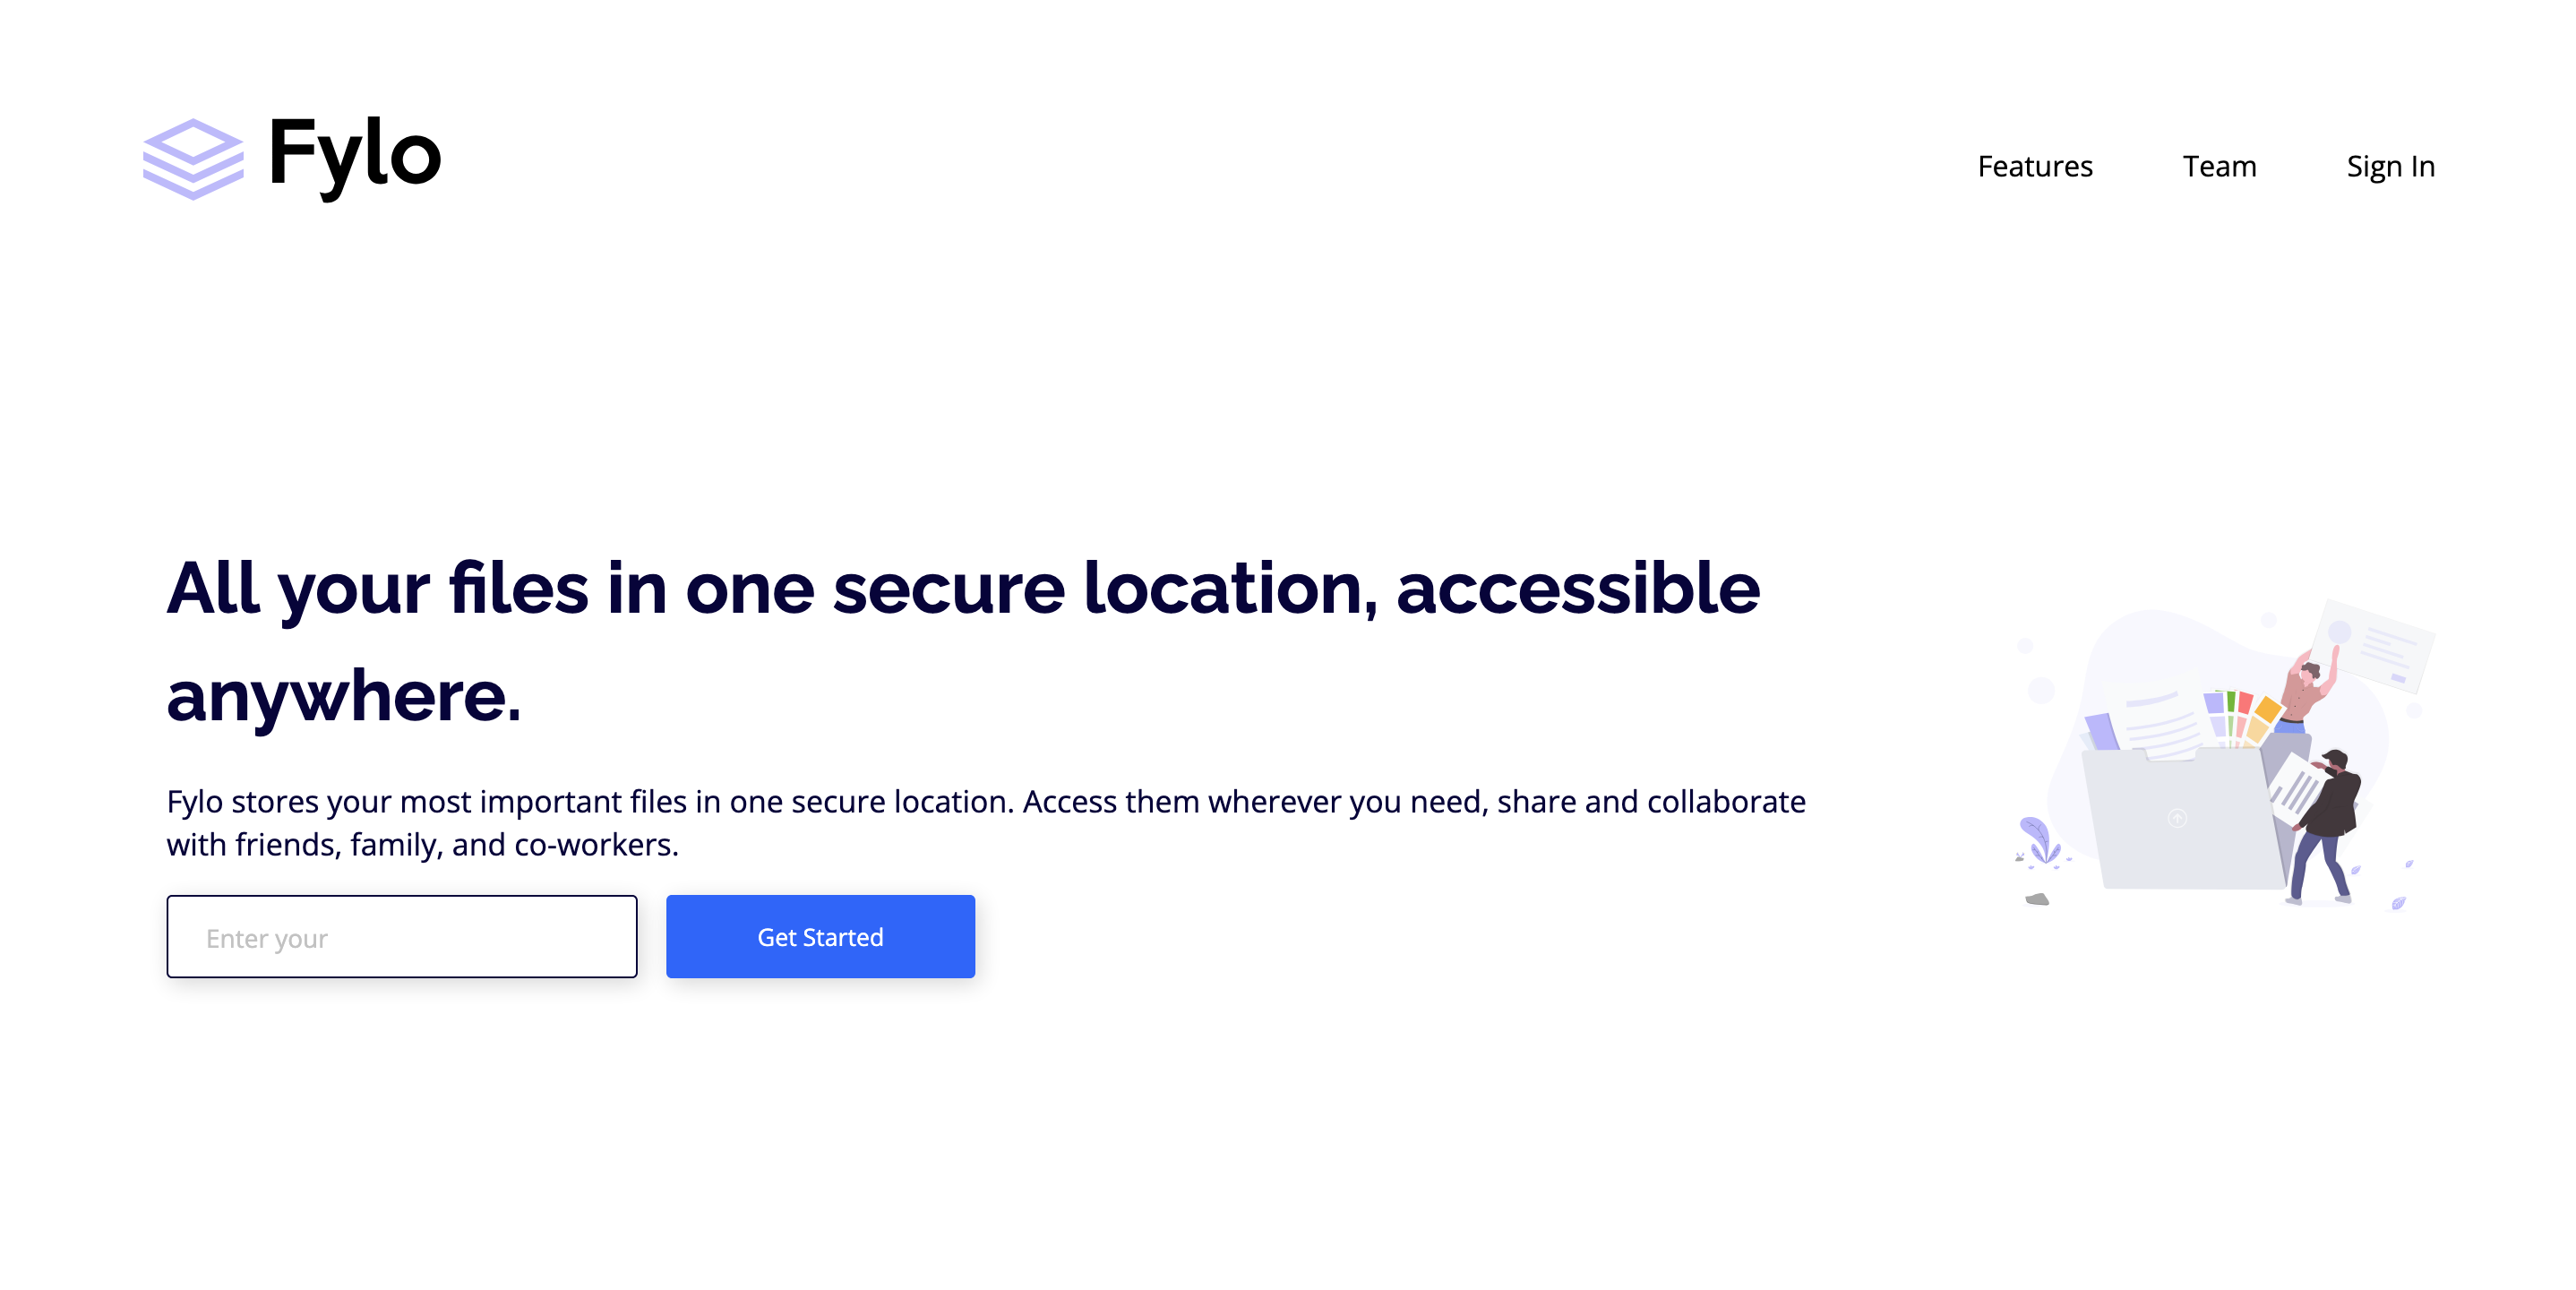 Fylo
Features Team Sign In
All your files in one secure location, accessible
anywhere.
Fylo stores your most important files in one secure location. Access them wherever you need, share and collaborate
with friends, family, and co-workers.
Enter your
Get Started